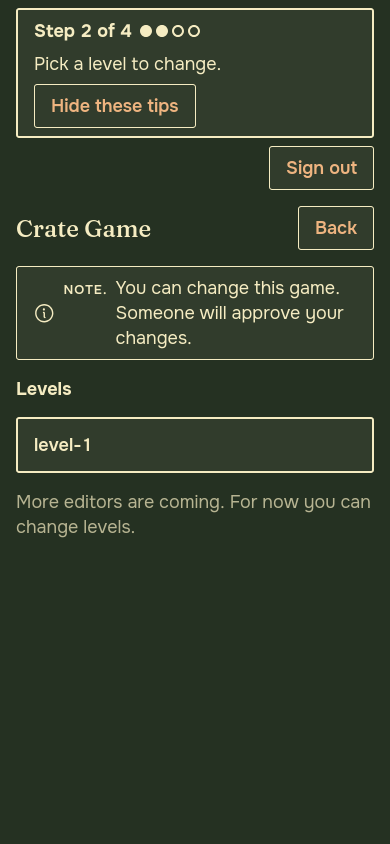 Step 2 of 4
Pick a level to change.
Hide these tips
Sign out
Crate Game
Back
NOTE. You can change this game.
Someone will approve your
changes.
Levels
level-1
More editors are coming. For now you can
change levels.